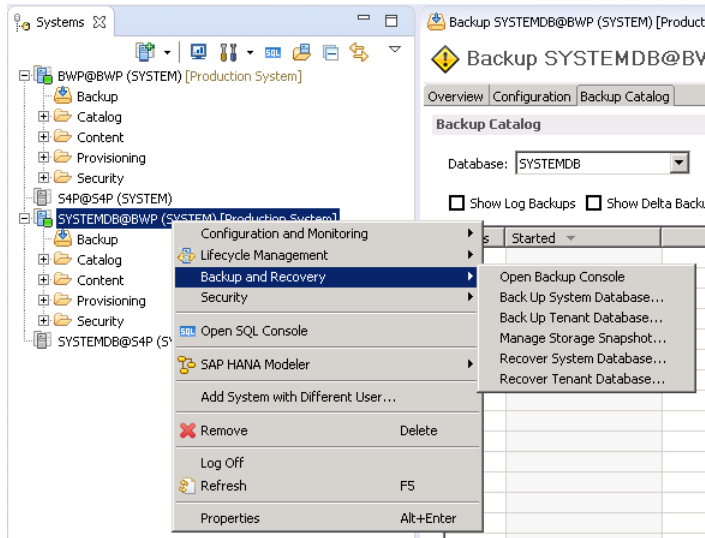 Systems
BWP@BWP (SYSTEM) [Production System]
Backup
Catalog
Content
Provisioning
Security
S4P@S4P (SYSTEM)
SYSTEMDB@BWP (SYSTEM) [Production System]
Backup
Catalog
Content
Provisioning
Security
SYSTEMDB@S4P (SY
Configuration and Monitoring
Lifecycle Management
Backup and Recovery
Security
SQL Open SQL Console
SAP HANA Modeler
Add System with Different User...
Remove Delete
Log Off
Refresh F5
Properties Alt+Enter
Open Backup Console
Back Up System Database...
Back Up Tenant Database...
Manage Storage Snapshot...
Recover System Database...
Recover Tenant Database...
Backup SYSTEMDB@BWP (SYSTEM) [Product
Backup SYSTEMDB@BW
Overview Configuration Backup Catalog
Backup Catalog
Database: SYSTEMDB
Show Log Backups Show Delta Backu
s Started